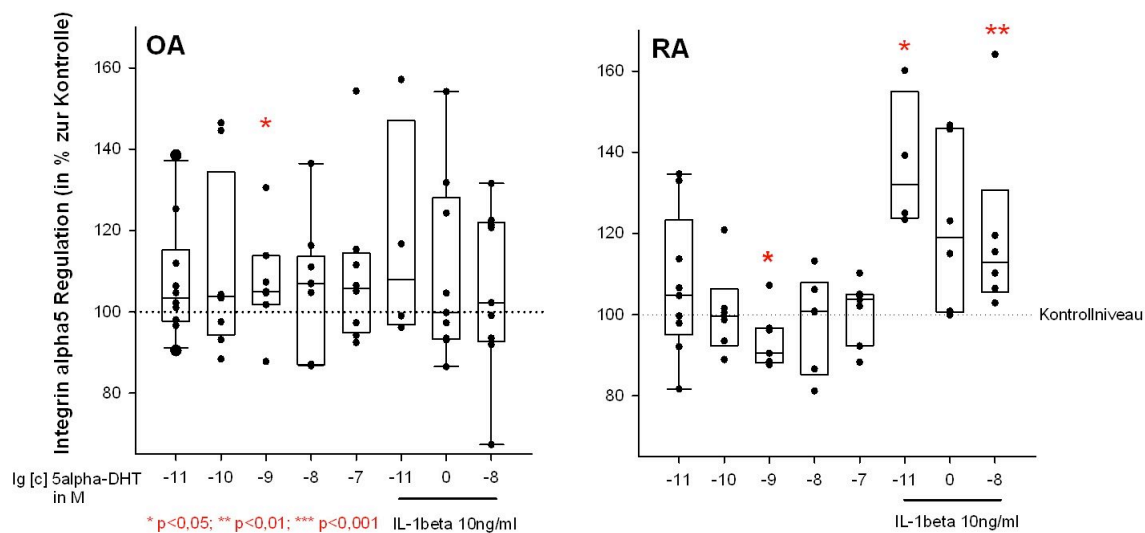 Integrin alpha5 Regulation (in % zur Kontrolle)
OA
160
140
120
100
80
*
-11 -10 -9 -8 -7 -11 0 -8
lg [c] 5alpha-DHT
in M
* p<0,05; ** p<0,01; *** p<0,001
IL-1beta 10ng/ml
RA
160
140
120
100
80
*
*
**
Kontrollniveau
-11 -10 -9 -8 -7 -11 0 -8
IL-1beta 10ng/ml